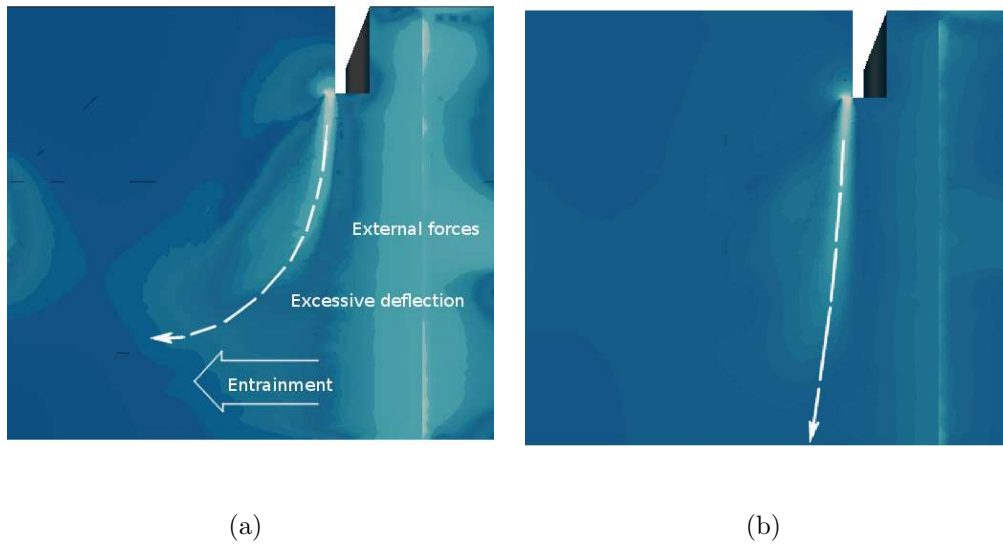 External forces
Excessive deflection
Entrainment
(a)
(b)